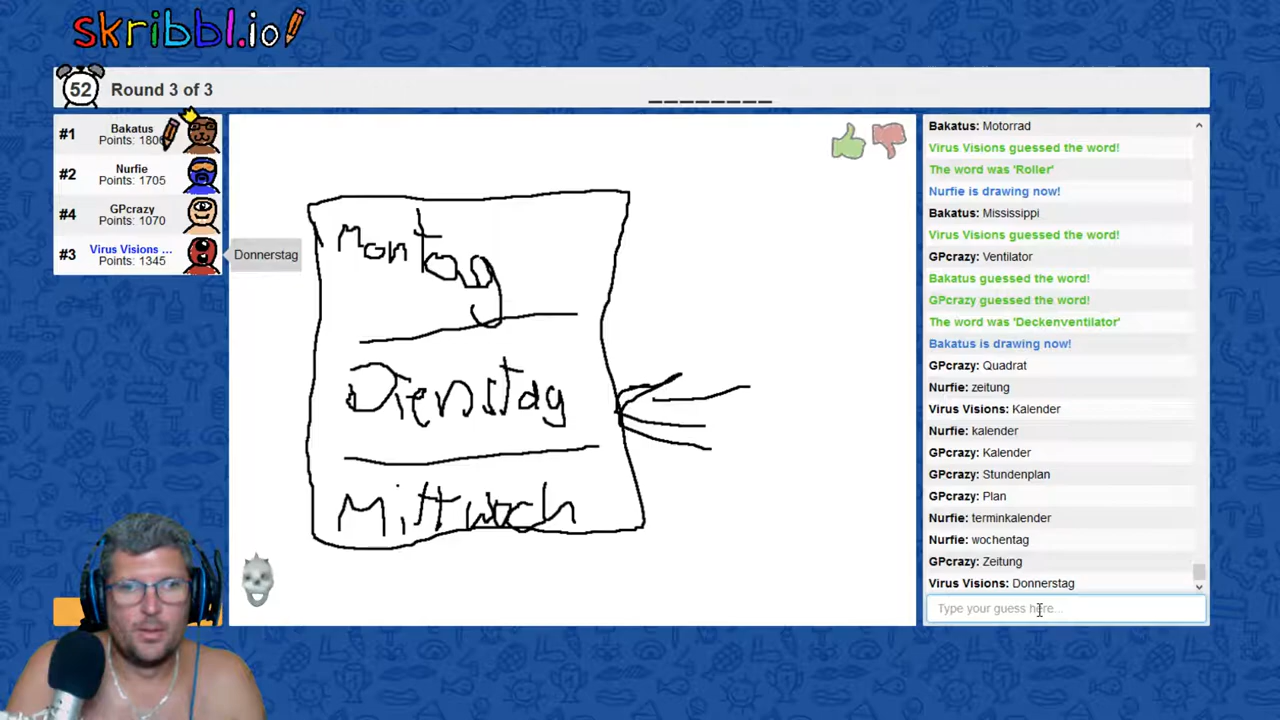 skribbl.io
52
Round 3 of 3
________
#1
Bakatus
Points: 1806
#2
Nurfie
Points: 1705
#4
GPcrazy
Points: 1070
#3
Virus Visions ...
Points: 1345
Donnerstag
Montag
Dienstag
Mittwoch
Bakatus: Motorrad
Virus Visions guessed the word!
The word was 'Roller'
Nurfie is drawing now!
Bakatus: Mississippi
Virus Visions guessed the word!
GPcrazy: Ventilator
Bakatus guessed the word!
GPcrazy guessed the word!
The word was 'Deckenventilator'
Bakatus is drawing now!
GPcrazy: Quadrat
Nurfie: zeitung
Virus Visions: Kalender
Nurfie: kalender
GPcrazy: Kalender
GPcrazy: Stundenplan
GPcrazy: Plan
Nurfie: terminkalender
Nurfie: wochentag
GPcrazy: Zeitung
Virus Visions: Donnerstag
Type your guess here...